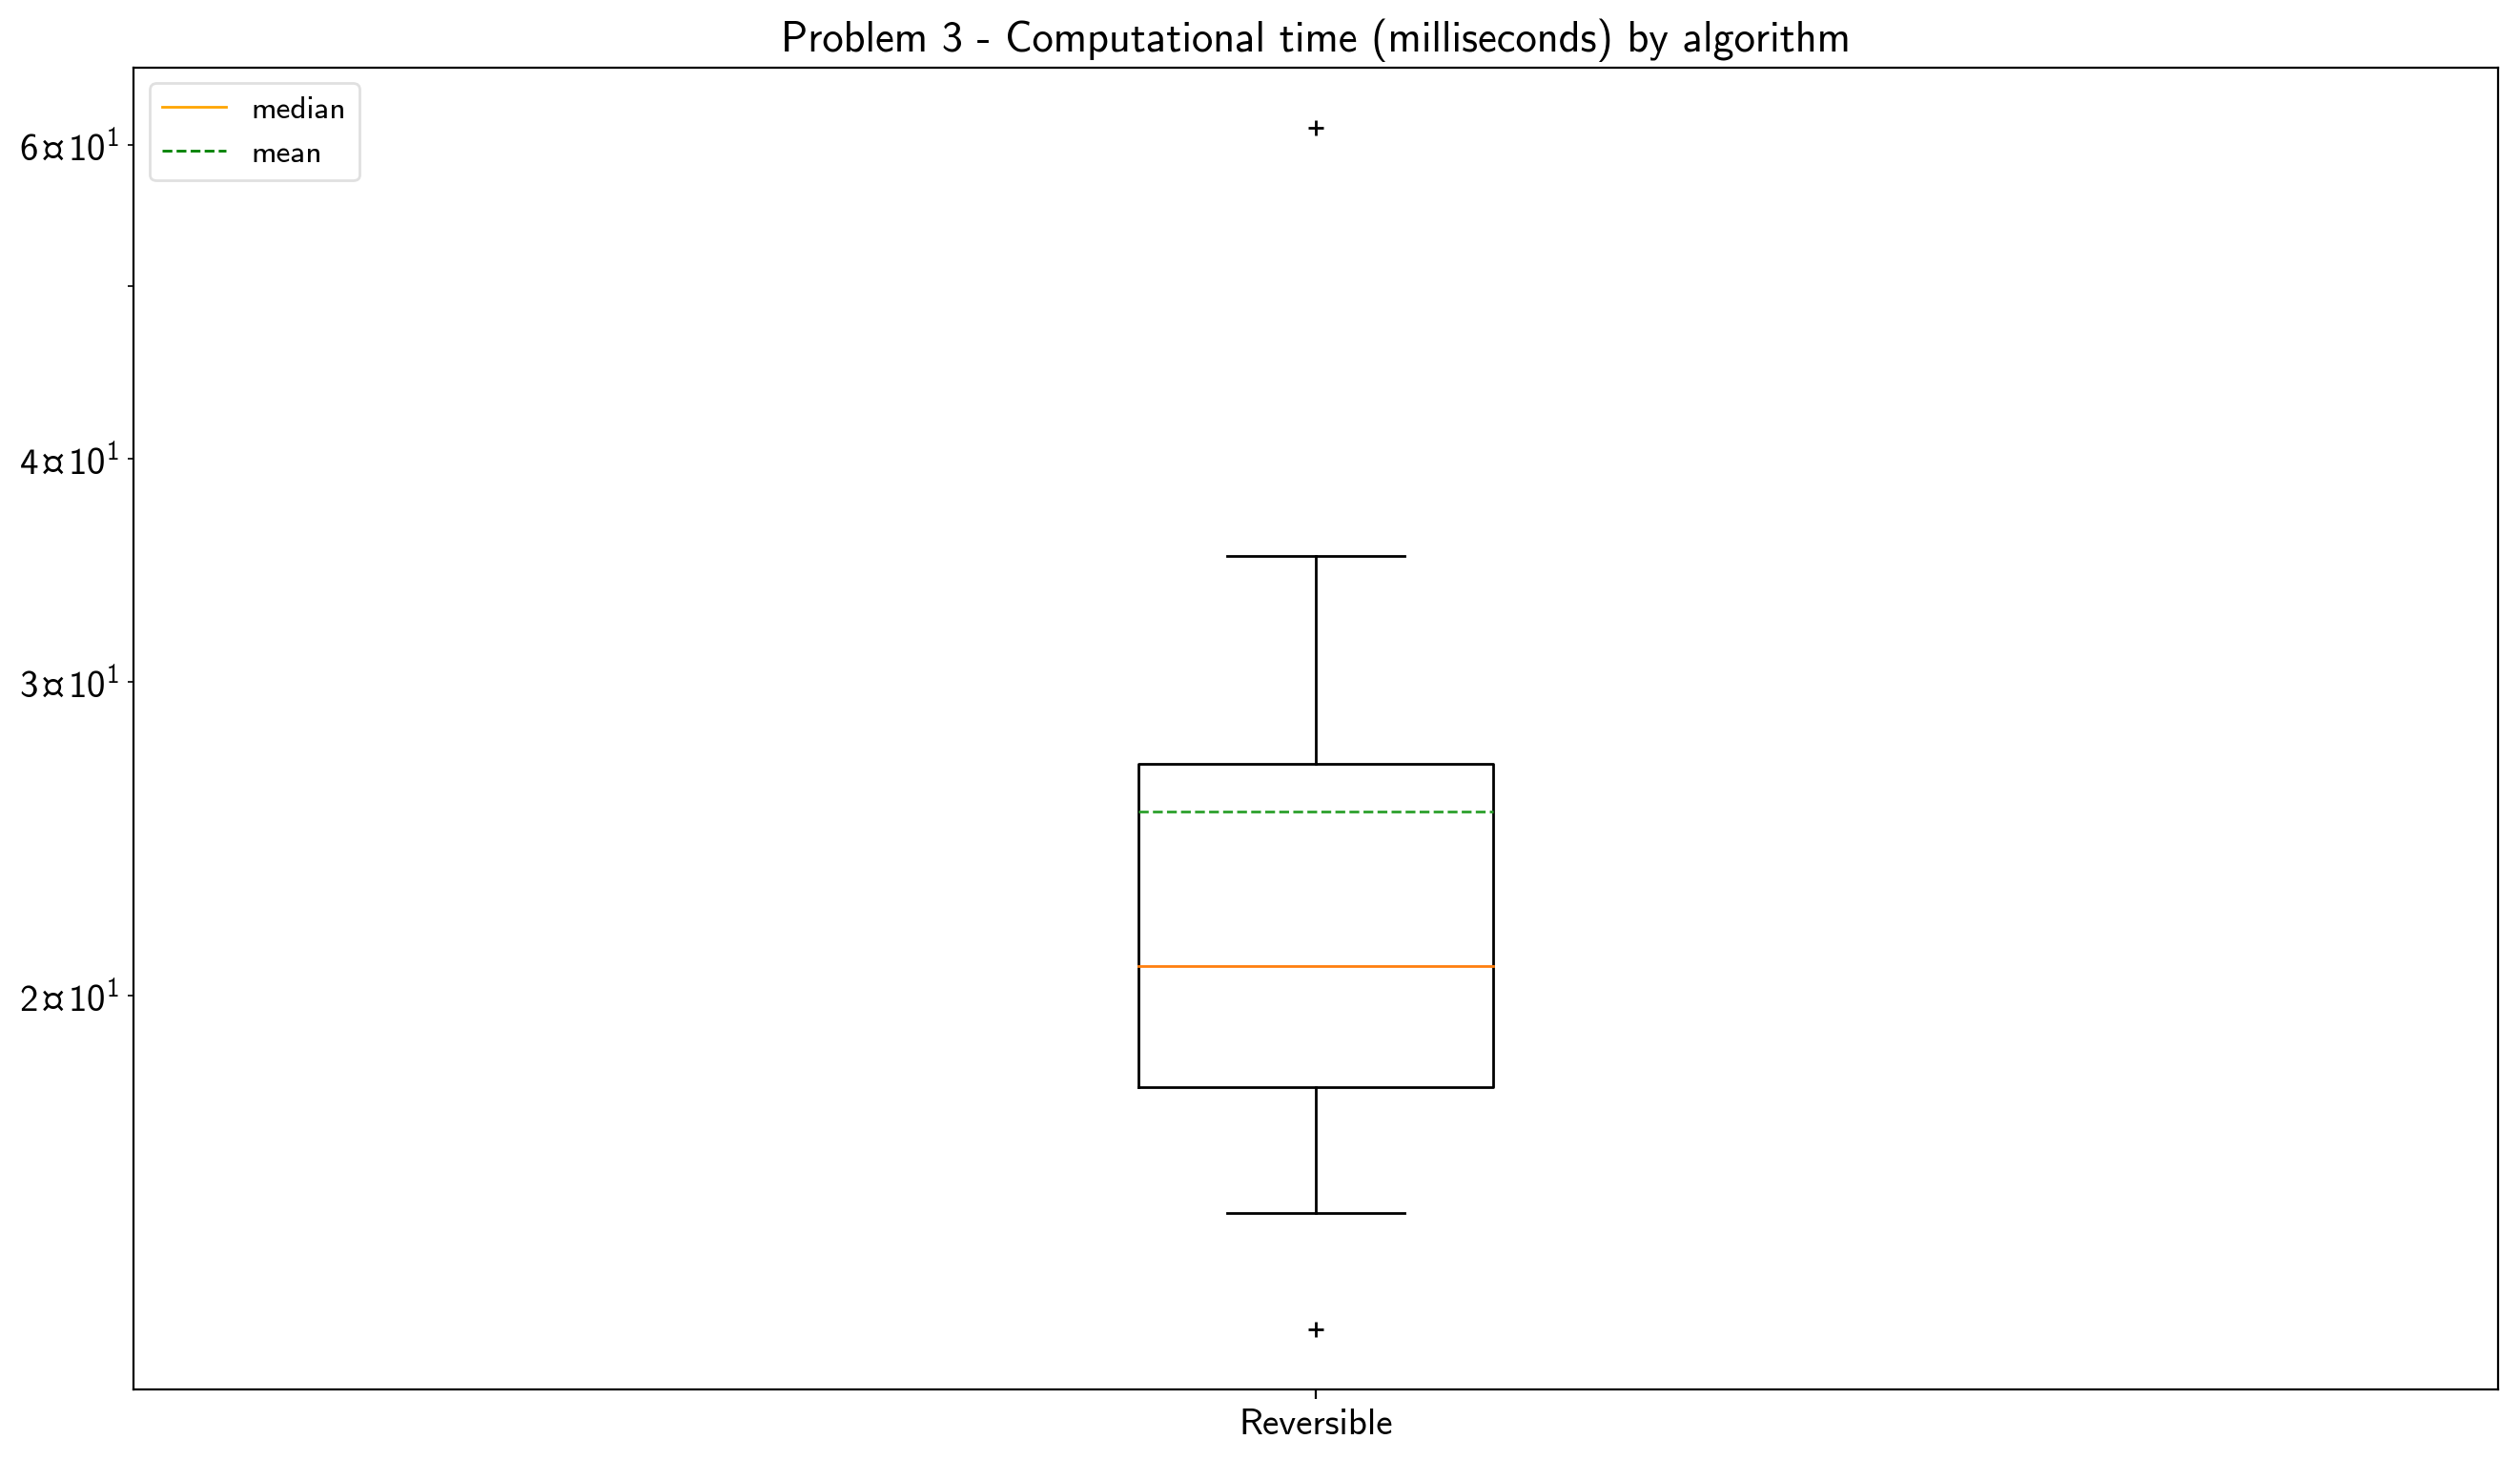 Problem 3 - Computational time (milliseconds) by algorithm
median
mean
6¤10¹
4¤10¹
3¤10¹
2¤10¹
Reversible